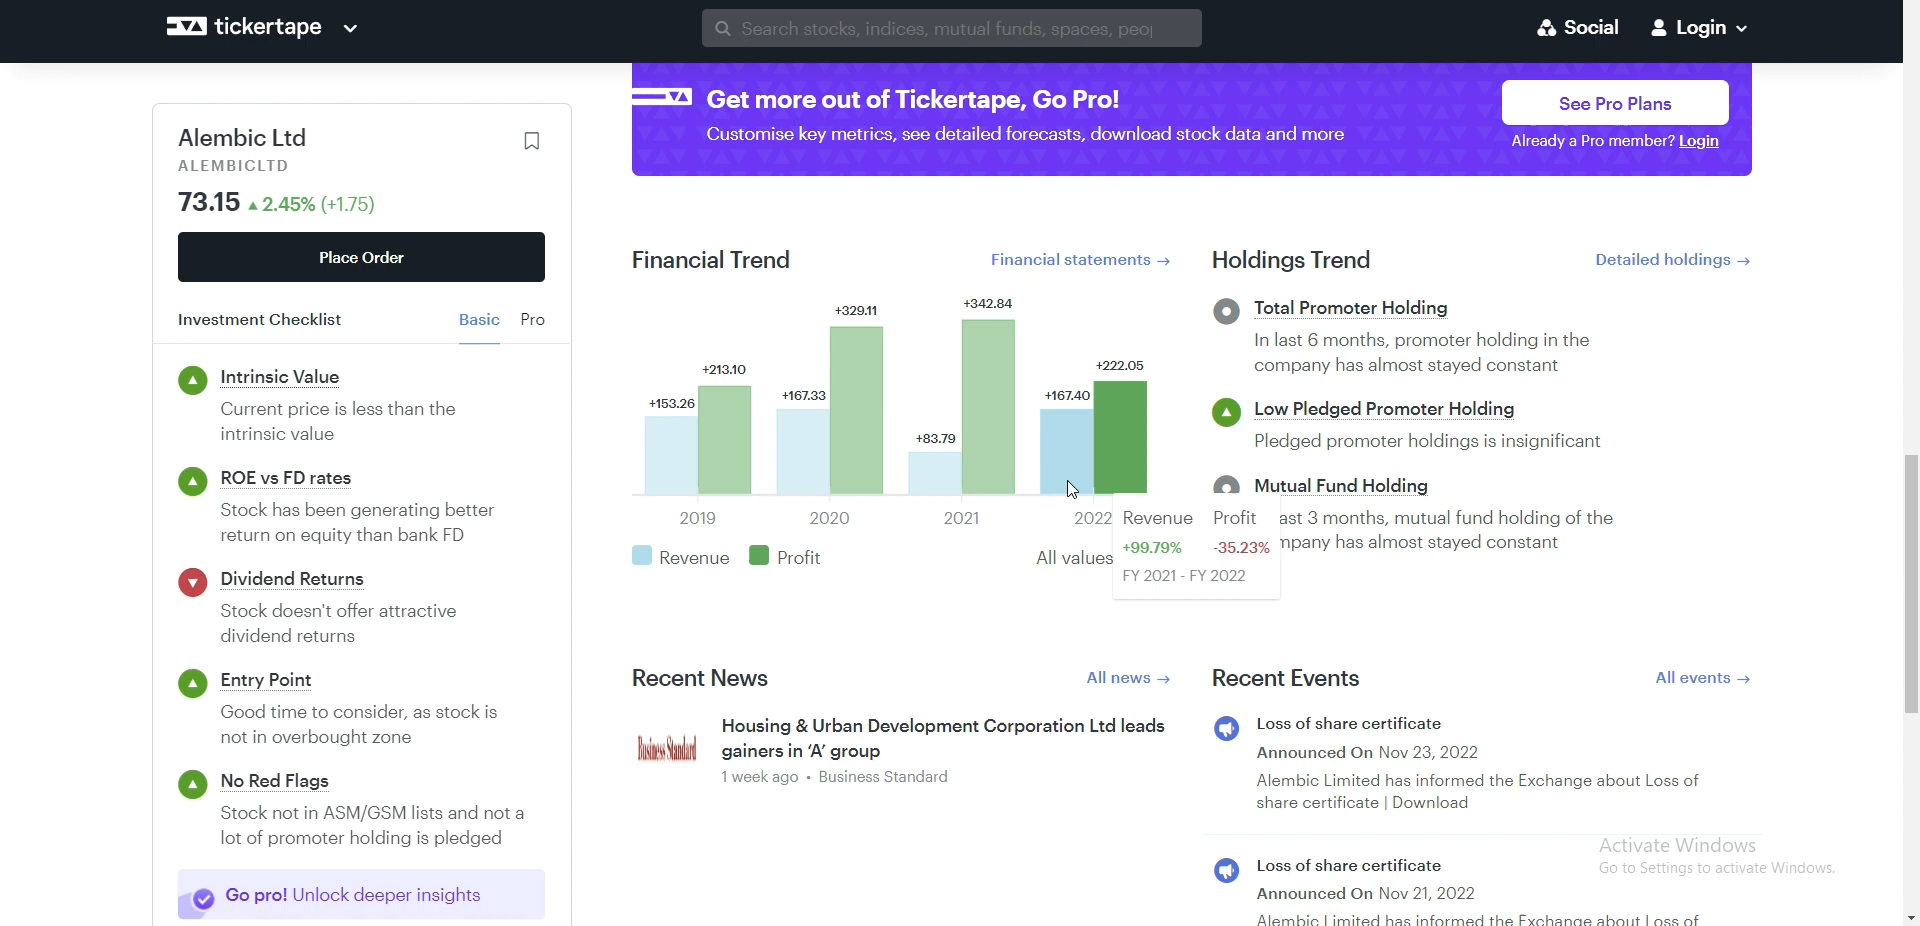 tickertape
Search stocks, indices, mutual funds, spaces, peop
Social
Login
Alembic Ltd
ALEMBICLTD
73.15 ▲ 2.45% (+1.75)
Place Order
Investment Checklist
Basic
Pro
Intrinsic Value
Current price is less than the
intrinsic value
ROE vs FD rates
Stock has been generating better
return on equity than bank FD
Dividend Returns
Stock doesn't offer attractive
dividend returns
Entry Point
Good time to consider, as stock is
not in overbought zone
No Red Flags
Stock not in ASM/GSM lists and not a
lot of promoter holding is pledged
Go pro! Unlock deeper insights
Get more out of Tickertape, Go Pro!
Customise key metrics, see detailed forecasts, download stock data and more
See Pro Plans
Already a Pro member? Login
Financial Trend
Financial statements →
+153.26
+213.10
+167.33
+329.11
+83.79
+342.84
+167.40
+222.05
2019
2020
2021
2022
Revenue
Profit
All values
Revenue Profit
+99.79% -35.23%
FY 2021 - FY 2022
Holdings Trend
Detailed holdings →
Total Promoter Holding
In last 6 months, promoter holding in the
company has almost stayed constant
Low Pledged Promoter Holding
Pledged promoter holdings is insignificant
Mutual Fund Holding
ast 3 months, mutual fund holding of the
mpany has almost stayed constant
Recent News
All news →
Business Standard
Housing & Urban Development Corporation Ltd leads
gainers in ‘A’ group
1 week ago • Business Standard
Recent Events
All events →
Loss of share certificate
Announced On Nov 23, 2022
Alembic Limited has informed the Exchange about Loss of
share certificate | Download
Loss of share certificate
Announced On Nov 21, 2022
Alembic Limited has informed the Exchange about Loss of
Activate Windows
Go to Settings to activate Windows.